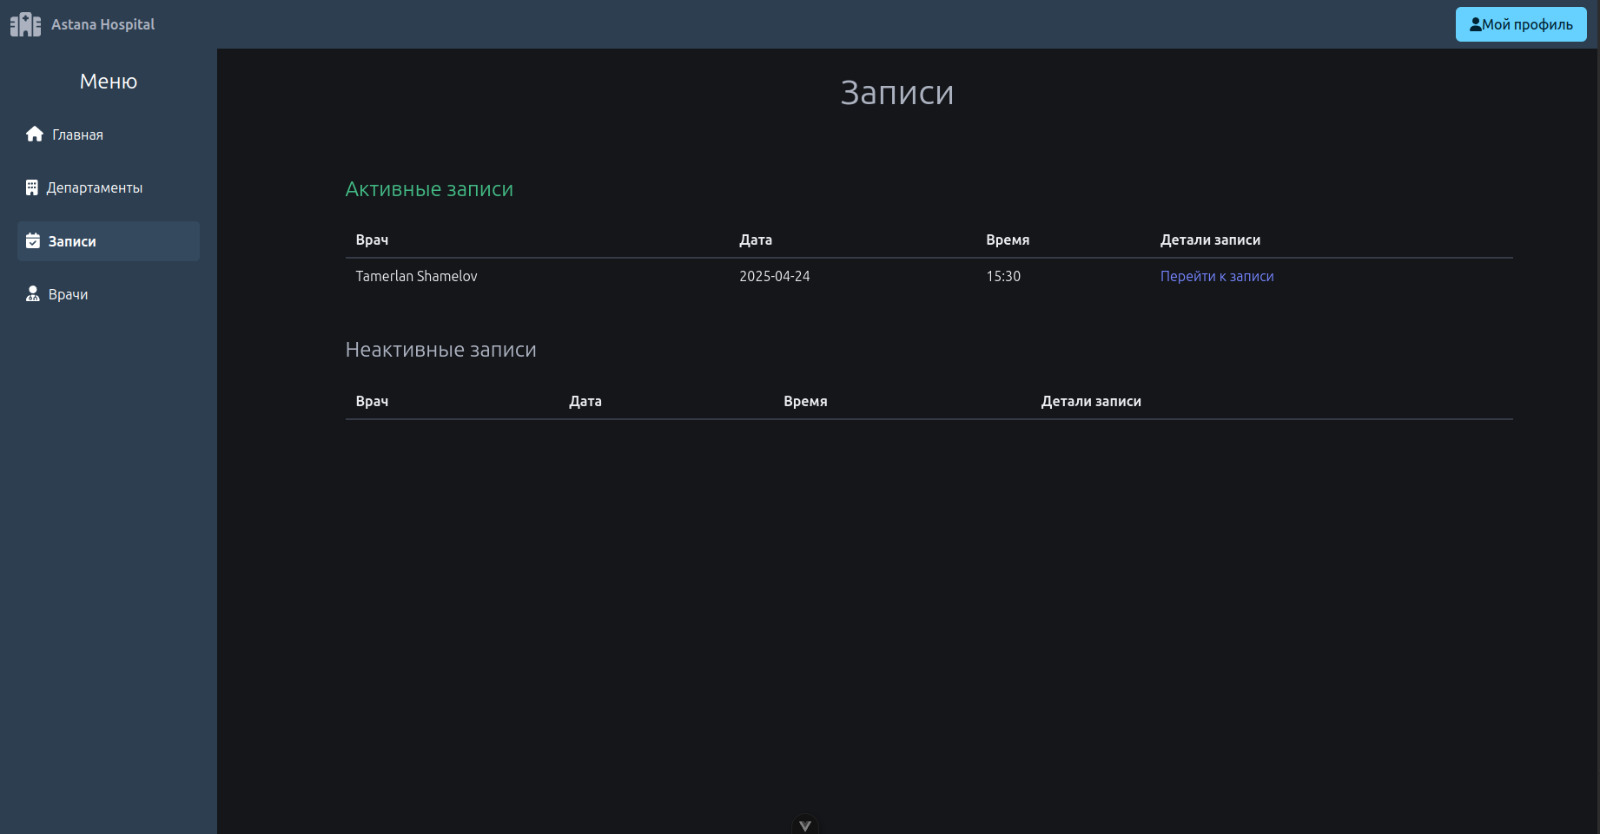 Astana Hospital
Мой профиль
Меню
Главная
Департаменты
Записи
Врачи
Записи
Активные записи
Врач Дата Время Детали записи
Tamerlan Shamelov 2025-04-24 15:30 Перейти к записи
Неактивные записи
Врач Дата Время Детали записи